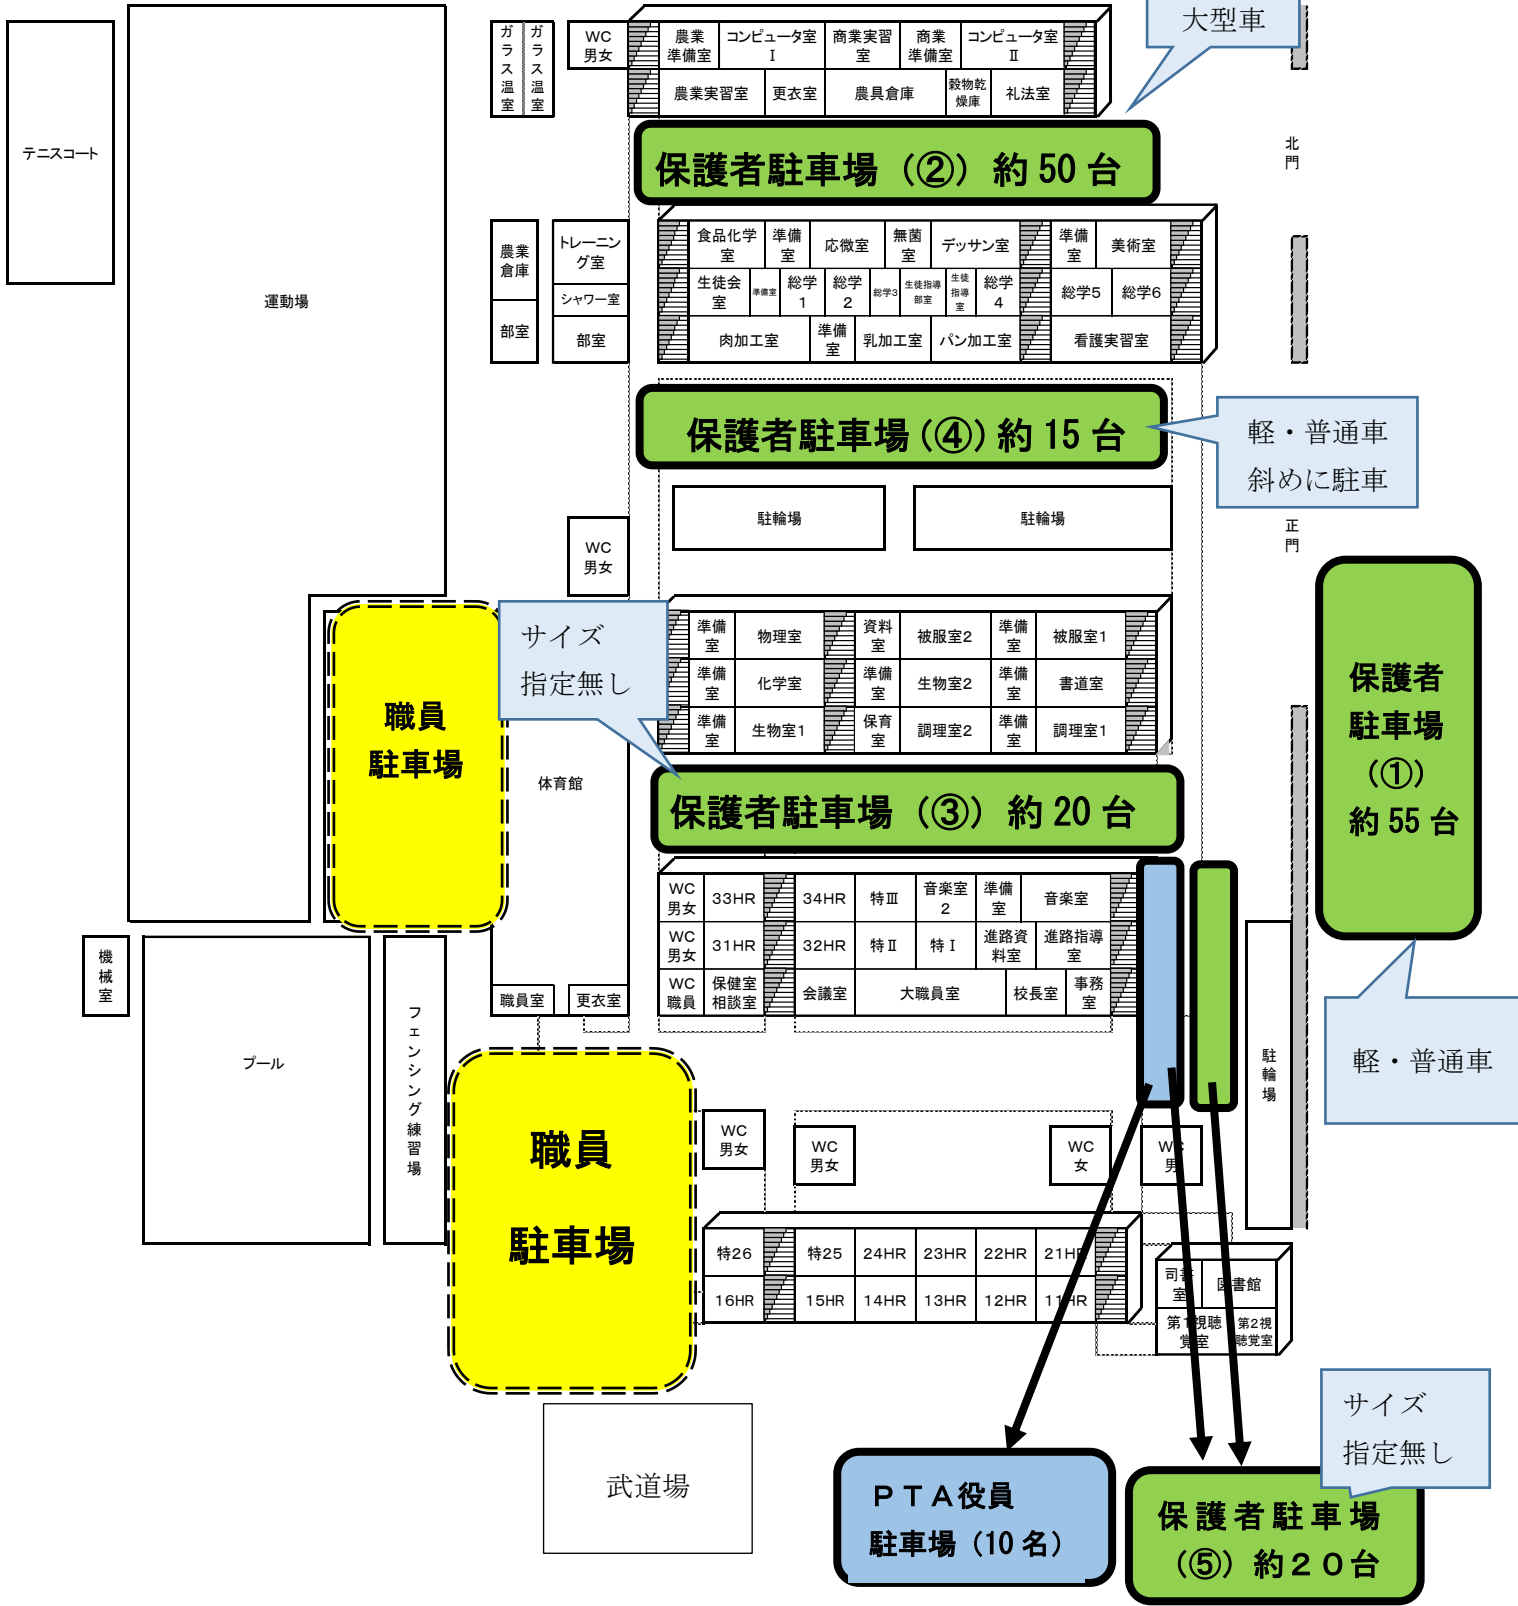 大型車
ガラス温室
ガラス温室
WC
男女
農業
準備室
コンピュータ室
Ⅰ
商業実習
室
商業
準備室
コンピュータ室
Ⅱ
農業実習室
更衣室
農具倉庫
穀物乾
燥庫
礼法室
テニスコート
保護者駐車場（②）約50台
北門
農業
倉庫
トレーニン
グ室
食品化学
室
準備
室
応微室
無菌
室
デッサン室
準備
室
美術室
運動場
シャワー室
生徒会
室
準備室
総学
1
総学
2
総学3
生徒指導
部室
生徒
指導
室
総学
4
総学5
総学6
部室
部室
肉加工室
準備
室
乳加工室
パン加工室
看護実習室
保護者駐車場(④)約15台
軽・普通車
斜めに駐車
駐輪場
駐輪場
正門
WC
男女
サイズ
指定無し
準備
室
物理室
資料
室
被服室2
準備
室
被服室1
準備
室
化学室
準備
室
生物室2
準備
室
書道室
準備
室
生物室1
保育
室
調理室2
準備
室
調理室1
職員
駐車場
保護者
駐車場
(①)
約55台
体育館
保護者駐車場（③）約20台
WC
男女
33HR
34HR
特Ⅲ
音楽室
2
準備
室
音楽室
WC
男女
31HR
32HR
特Ⅱ
特Ⅰ
進路資
料室
進路指導
室
WC
職員
保健室
相談室
会議室
大職員室
校長室
事務
室
機械室
職員室
更衣室
プール
フェンシング練習場
駐輪場
軽・普通車
職員
駐車場
WC
男女
WC
男女
WC
女
WC
男
特26
特25
24HR
23HR
22HR
21HR
16HR
15HR
14HR
13HR
12HR
11HR
司書
室
図書館
第1視聴
覚室
第2視
聴覚室
武道場
サイズ
指定無し
ＰＴＡ役員
駐車場（10名）
保護者駐車場
（⑤）約２０台